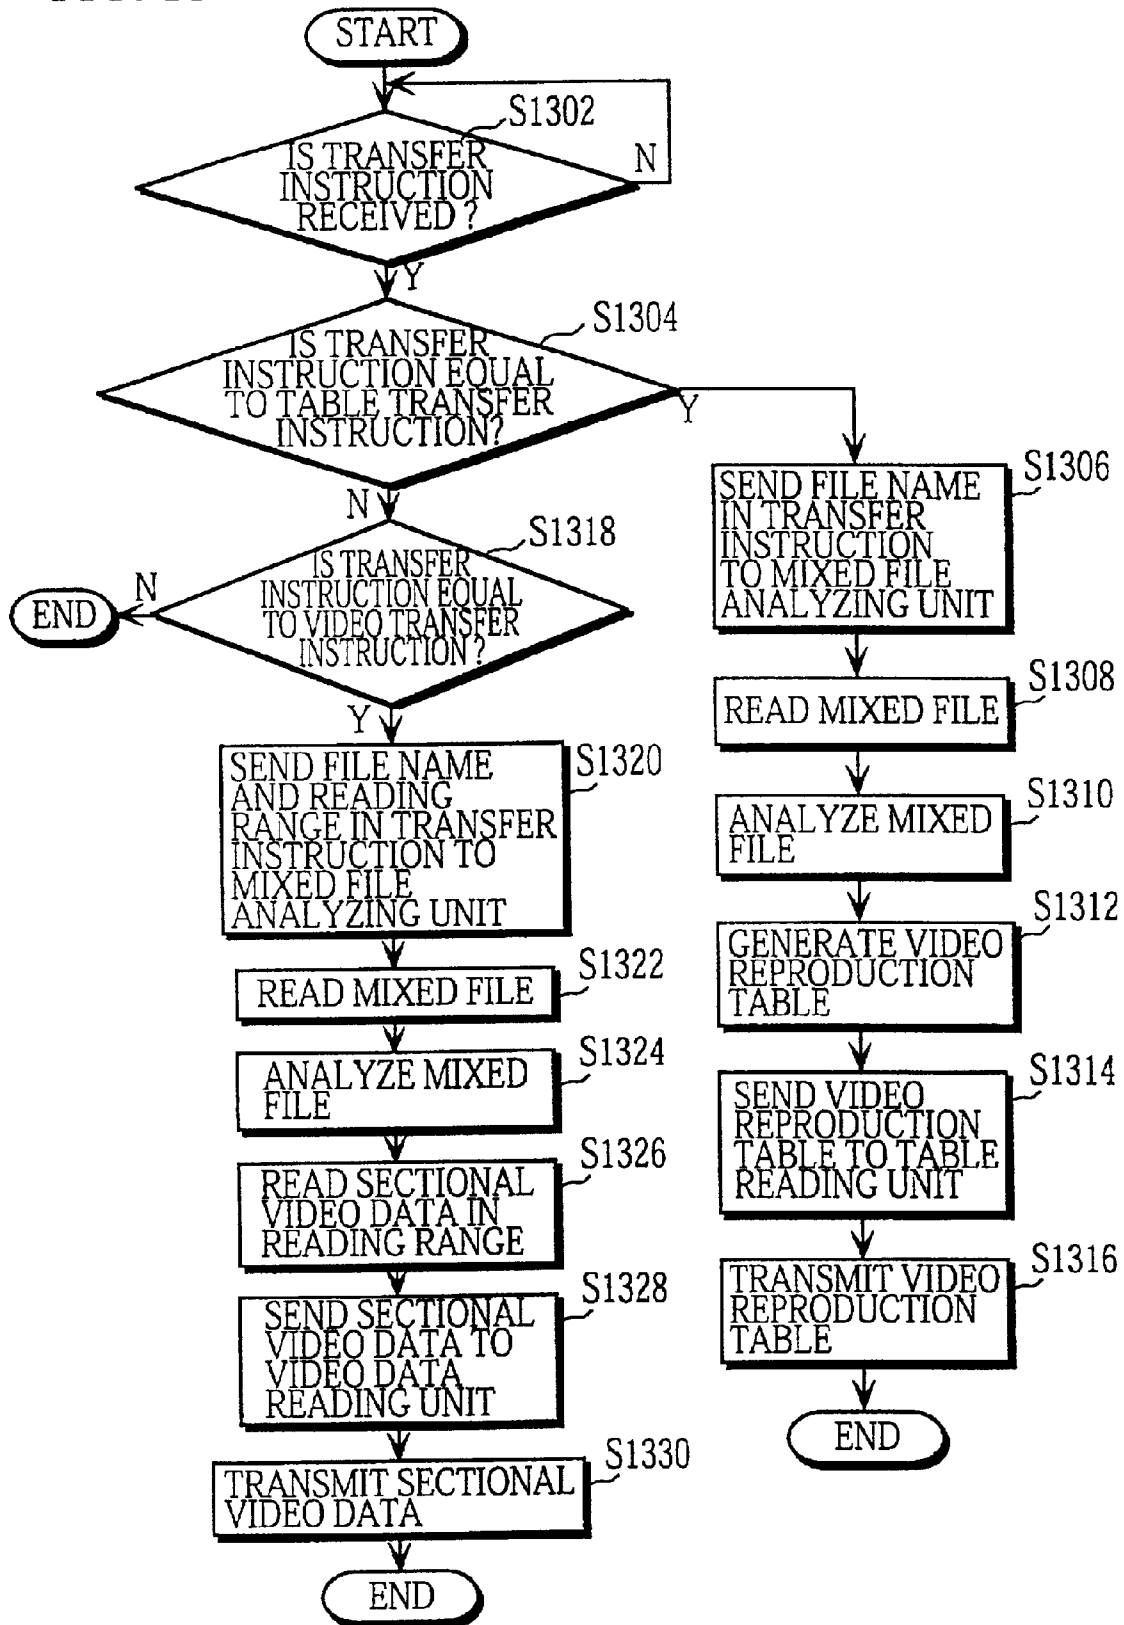 START
S1302
IS TRANSFER
INSTRUCTION
RECEIVED ?
N
Y
S1304
IS TRANSFER
INSTRUCTION EQUAL
TO TABLE TRANSFER
INSTRUCTION?
Y
N
S1306
SEND FILE NAME
IN TRANSFER
INSTRUCTION
TO MIXED FILE
ANALYZING UNIT
S1308
READ MIXED FILE
S1310
ANALYZE MIXED
FILE
S1312
GENERATE VIDEO
REPRODUCTION
TABLE
S1314
SEND VIDEO
REPRODUCTION
TABLE TO TABLE
READING UNIT
S1316
TRANSMIT VIDEO
REPRODUCTION
TABLE
END
S1318
IS TRANSFER
INSTRUCTION EQUAL
TO VIDEO TRANSFER
INSTRUCTION ?
N
END
Y
S1320
SEND FILE NAME
AND READING
RANGE IN TRANSFER
INSTRUCTION TO
MIXED FILE
ANALYZING UNIT
S1322
READ MIXED FILE
S1324
ANALYZE MIXED
FILE
S1326
READ SECTIONAL
VIDEO DATA IN
READING RANGE
S1328
SEND SECTIONAL
VIDEO DATA TO
VIDEO DATA
READING UNIT
S1330
TRANSMIT SECTIONAL
VIDEO DATA
END